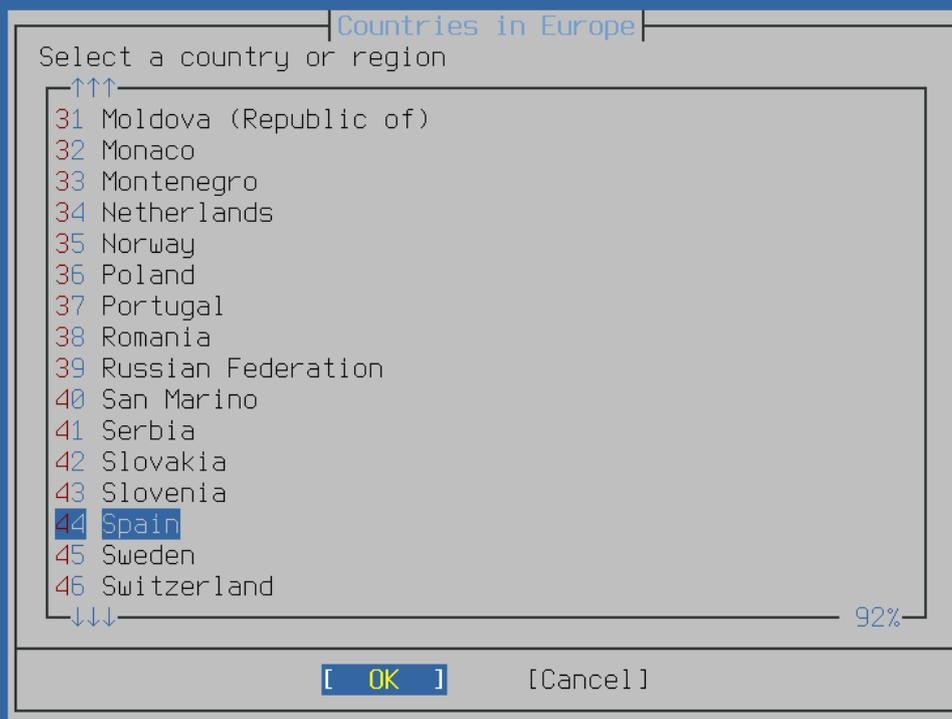 Countries in Europe
Select a country or region
↑↑↑
31 Moldova (Republic of)
32 Monaco
33 Montenegro
34 Netherlands
35 Norway
36 Poland
37 Portugal
38 Romania
39 Russian Federation
40 San Marino
41 Serbia
42 Slovakia
43 Slovenia
44 Spain
45 Sweden
46 Switzerland
↓↓↓ 92%
[ OK ] [Cancel]